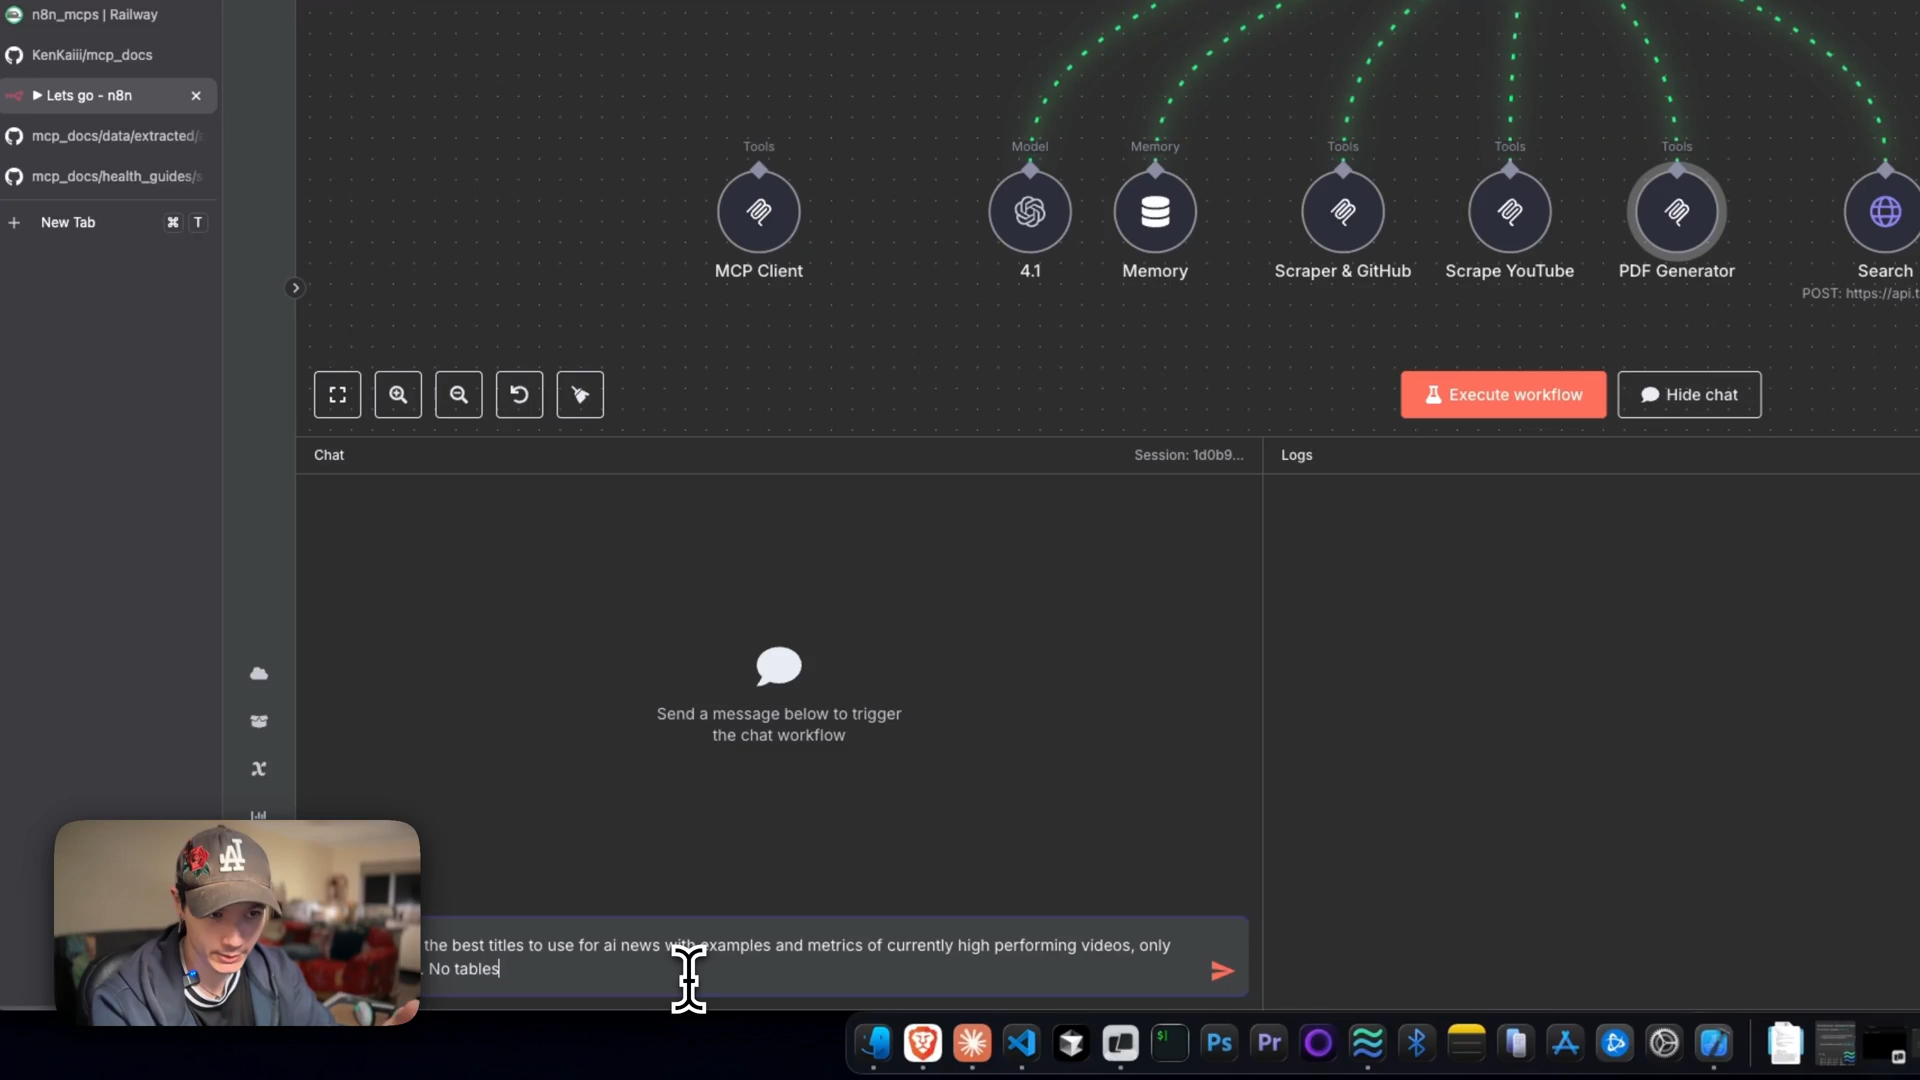 n8n_mcps | Railway
KenKaiii/mcp_docs
Lets go - n8n
mcp_docs/data/extracted/
mcp_docs/health_guides/
New Tab ⌘ T
Tools
Model
Memory
Tools
Tools
Tools
MCP Client
4.1
Memory
Scraper & GitHub
Scrape YouTube
PDF Generator
Search
POST: https://api.t
Execute workflow
Hide chat
Chat
Session: 1d0b9...
Logs
Send a message below to trigger
the chat workflow
the best titles to use for ai news with examples and metrics of currently high performing videos, only
. No tables
$
Ps
Pr